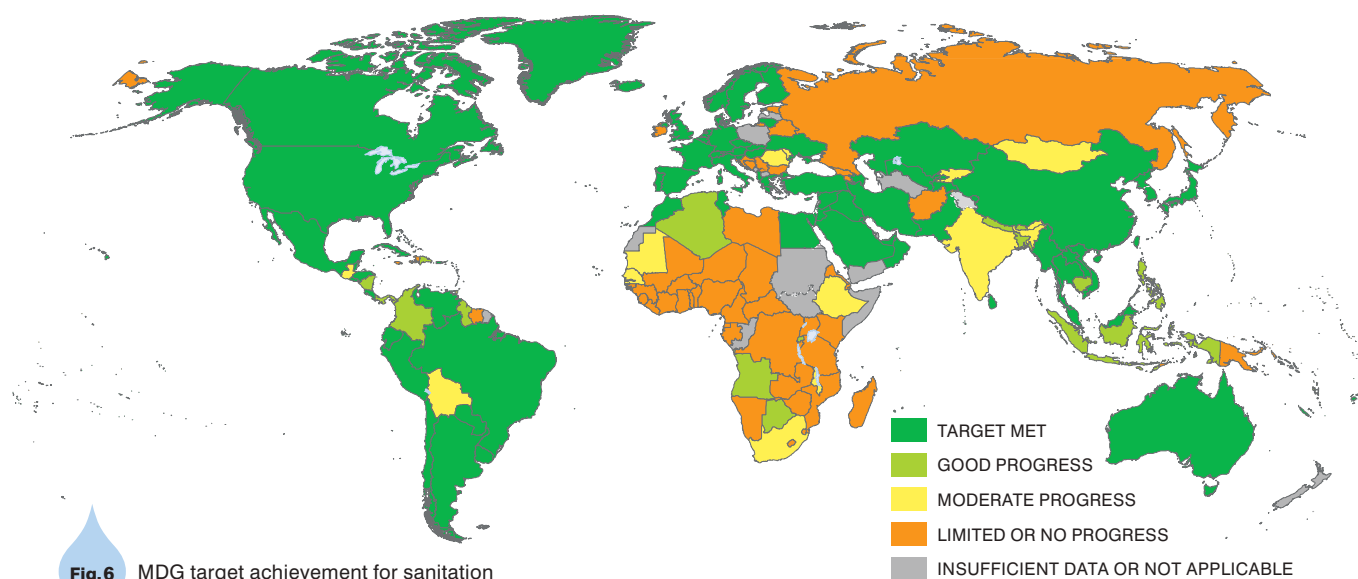 TARGET MET
GOOD PROGRESS
MODERATE PROGRESS
LIMITED OR NO PROGRESS
INSUFFICIENT DATA OR NOT APPLICABLE
Fig. 6 MDG target achievement for sanitation